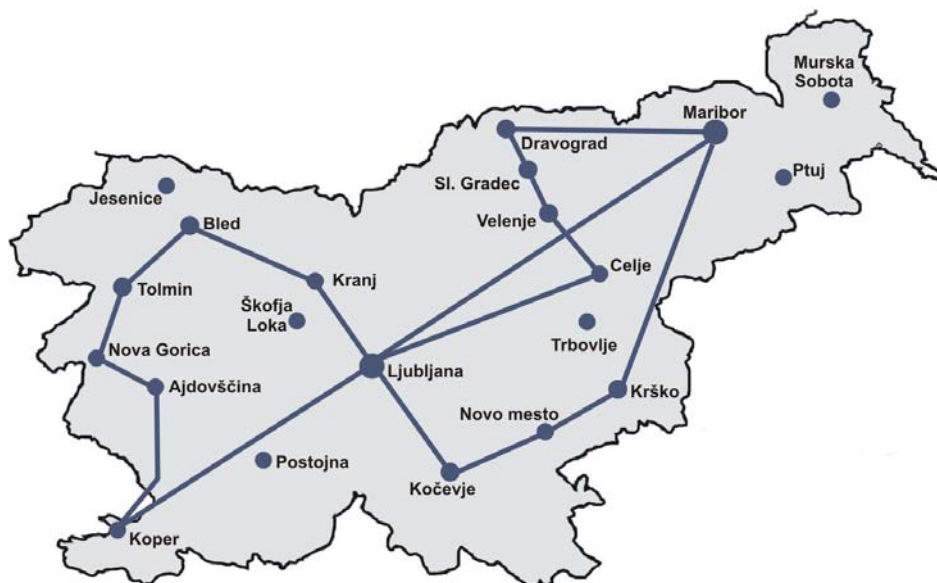 Murska
Sobota
Maribor
Dravograd
Ptuj
Sl. Gradec
Jesenice
Velenje
Bled
Celje
Kranj
Tolmin
Škofja
Loka
Trbovlje
Nova Gorica
Ljubljana
Ajdovščina
Krško
Novo mesto
Postojna
Kočevje
Koper